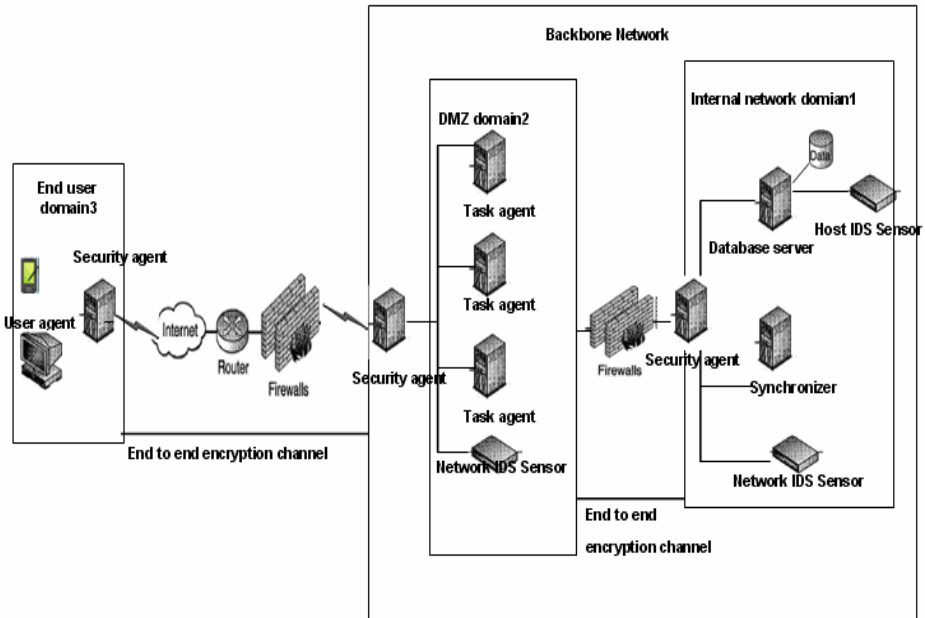 Backbone Network
End user
domain3
Security agent
User agent
Internet
Router
Firewalls
End to end encryption channel
Security agent
DMZ domain2
Task agent
Task agent
Task agent
Network IDS Sensor
Firewalls
End to end
encryption channel
Internal network domian1
Data
Database server
Host IDS Sensor
Security agent
Synchronizer
Network IDS Sensor